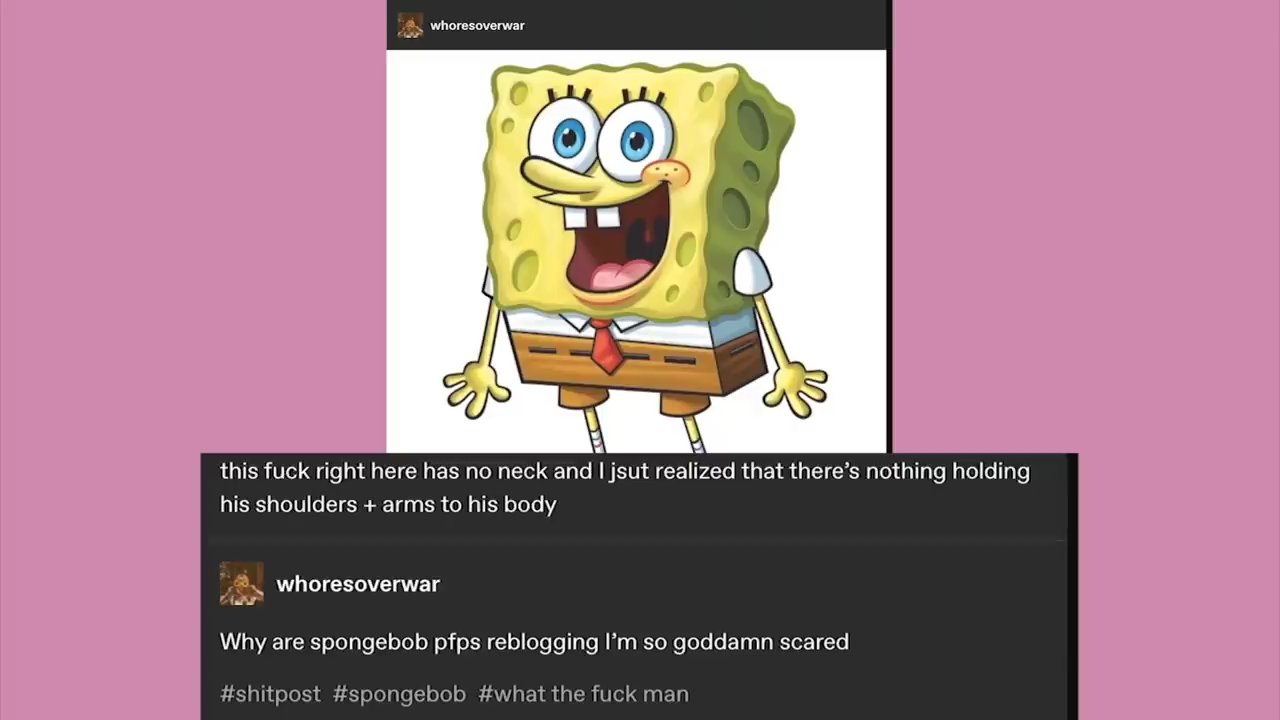 whoresoverwar
this fuck right here has no neck and I jsut realized that there's nothing holding
his shoulders + arms to his body
whoresoverwar
Why are spongebob pfps reblogging I'm so goddamn scared
#shitpost #spongebob #what the fuck man